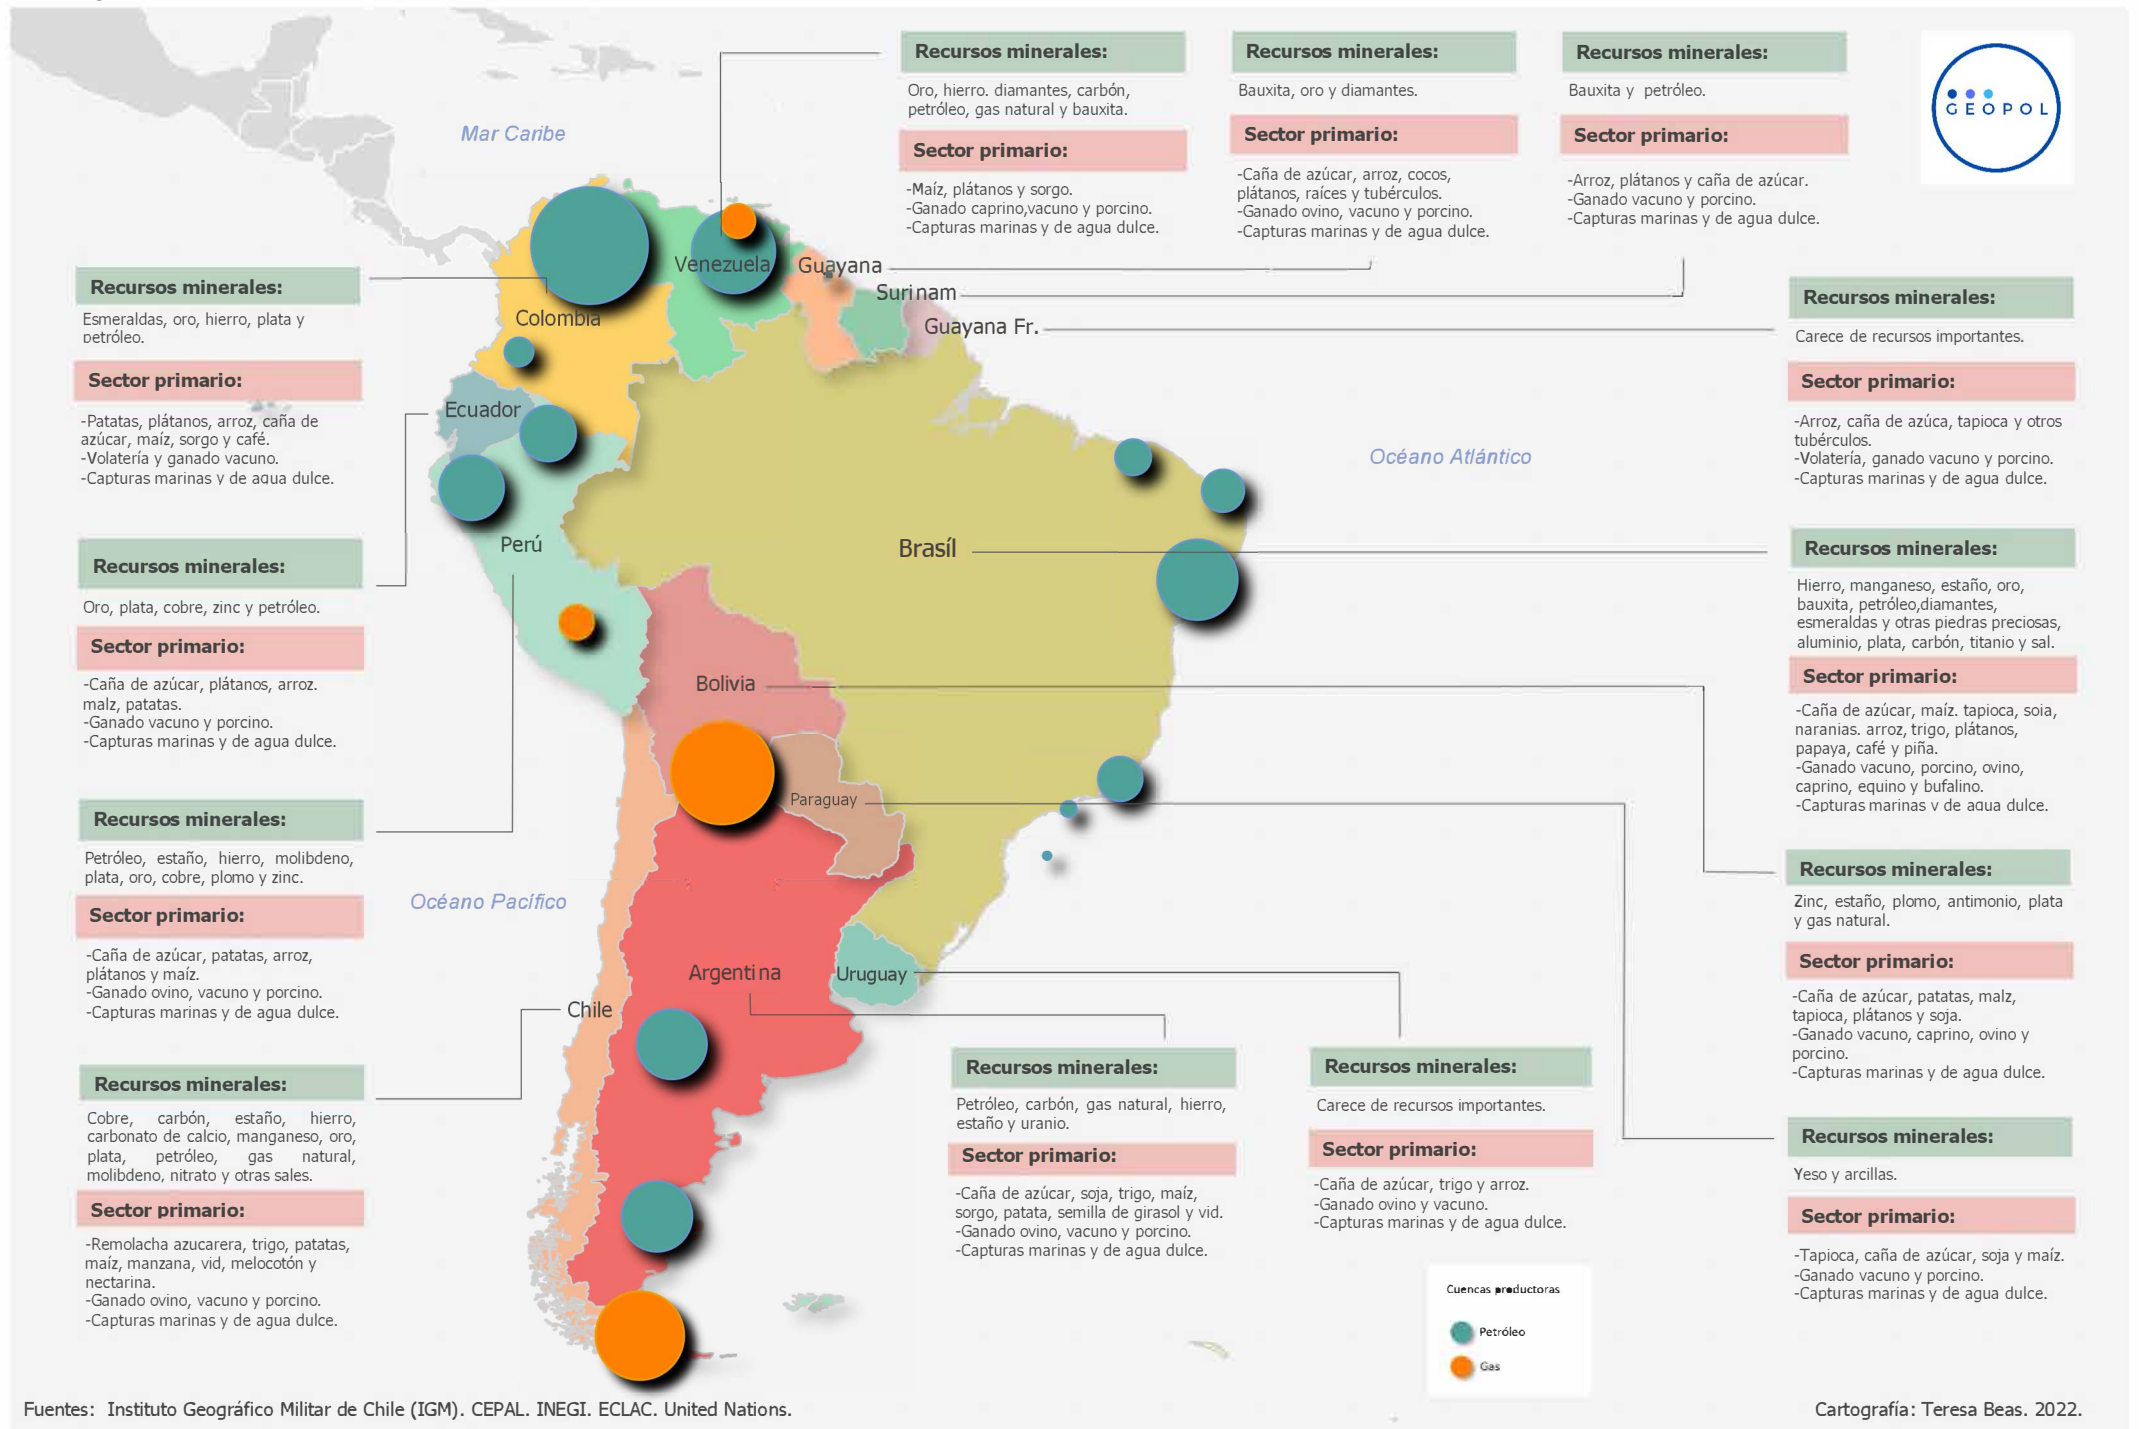 Recursos minerales:
Oro, hierro. diamantes, carbón,
petróleo, gas natural y bauxita.
Sector primario:
-Maíz, plátanos y sorgo.
-Ganado caprino,vacuno y porcino.
-Capturas marinas y de agua dulce.
Recursos minerales:
Bauxita, oro y diamantes.
Sector primario:
-Caña de azúcar, arroz, cocos,
plátanos, raíces y tubérculos.
-Ganado ovino, vacuno y porcino.
-Capturas marinas y de agua dulce.
Recursos minerales:
Bauxita y petróleo.
Sector primario:
-Arroz, plátanos y caña de azúcar.
-Ganado vacuno y porcino.
-Capturas marinas y de agua dulce.
GEOPOL
Mar Caribe
Venezuela
Guayana
Surinam
Guayana Fr.
Colombia
Ecuador
Perú
Brasíl
Bolivia
Paraguay
Argentina
Uruguay
Chile
Océano Atlántico
Océano Pacífico
Recursos minerales:
Esmeraldas, oro, hierro, plata y
petróleo.
Sector primario:
-Patatas, plátanos, arroz, caña de
azúcar, maíz, sorgo y café.
-Volatería y ganado vacuno.
-Capturas marinas y de agua dulce.
Recursos minerales:
Oro, plata, cobre, zinc y petróleo.
Sector primario:
-Caña de azúcar, plátanos, arroz.
malz, patatas.
-Ganado vacuno y porcino.
-Capturas marinas y de agua dulce.
Recursos minerales:
Petróleo, estaño, hierro, molibdeno,
plata, oro, cobre, plomo y zinc.
Sector primario:
-Caña de azúcar, patatas, arroz,
plátanos y maíz.
-Ganado ovino, vacuno y porcino.
-Capturas marinas y de agua dulce.
Recursos minerales:
Cobre, carbón, estaño, hierro,
carbonato de calcio, manganeso, oro,
plata, petróleo, gas natural,
molibdeno, nitrato y otras sales.
Sector primario:
-Remolacha azucarera, trigo, patatas,
maíz, manzana, vid, melocotón y
nectarina.
-Ganado ovino, vacuno y porcino.
-Capturas marinas y de agua dulce.
Recursos minerales:
Carece de recursos importantes.
Sector primario:
-Arroz, caña de azúca, tapioca y otros
tubérculos.
-Volatería, ganado vacuno y porcino.
-Capturas marinas y de agua dulce.
Recursos minerales:
Hierro, manganeso, estaño, oro,
bauxita, petróleo,diamantes,
esmeraldas y otras piedras preciosas,
aluminio, plata, carbón, titanio y sal.
Sector primario:
-Caña de azúcar, maíz. tapioca, soia,
naranias. arroz, trigo, plátanos,
papaya, café y piña.
-Ganado vacuno, porcino, ovino,
caprino, equino y bufalino.
-Capturas marinas y de agua dulce.
Recursos minerales:
Zinc, estaño, plomo, antimonio, plata
y gas natural.
Sector primario:
-Caña de azúcar, patatas, malz,
tapioca, plátanos y soja.
-Ganado vacuno, caprino, ovino y
porcino.
-Capturas marinas y de agua dulce.
Recursos minerales:
Yeso y arcillas.
Sector primario:
-Tapioca, caña de azúcar, soja y maíz.
-Ganado vacuno y porcino.
-Capturas marinas y de agua dulce.
Recursos minerales:
Petróleo, carbón, gas natural, hierro,
estaño y uranio.
Sector primario:
-Caña de azúcar, soja, trigo, maíz,
sorgo, patata, semilla de girasol y vid.
-Ganado ovino, vacuno y porcino.
-Capturas marinas y de agua dulce.
Recursos minerales:
Carece de recursos importantes.
Sector primario:
-Caña de azúcar, trigo y arroz.
-Ganado ovino y vacuno.
-Capturas marinas y de agua dulce.
Cuencas productoras
Petróleo
Gas
Fuentes: Instituto Geográfico Militar de Chile (IGM). CEPAL. INEGI. ECLAC. United Nations.
Cartografía: Teresa Beas. 2022.